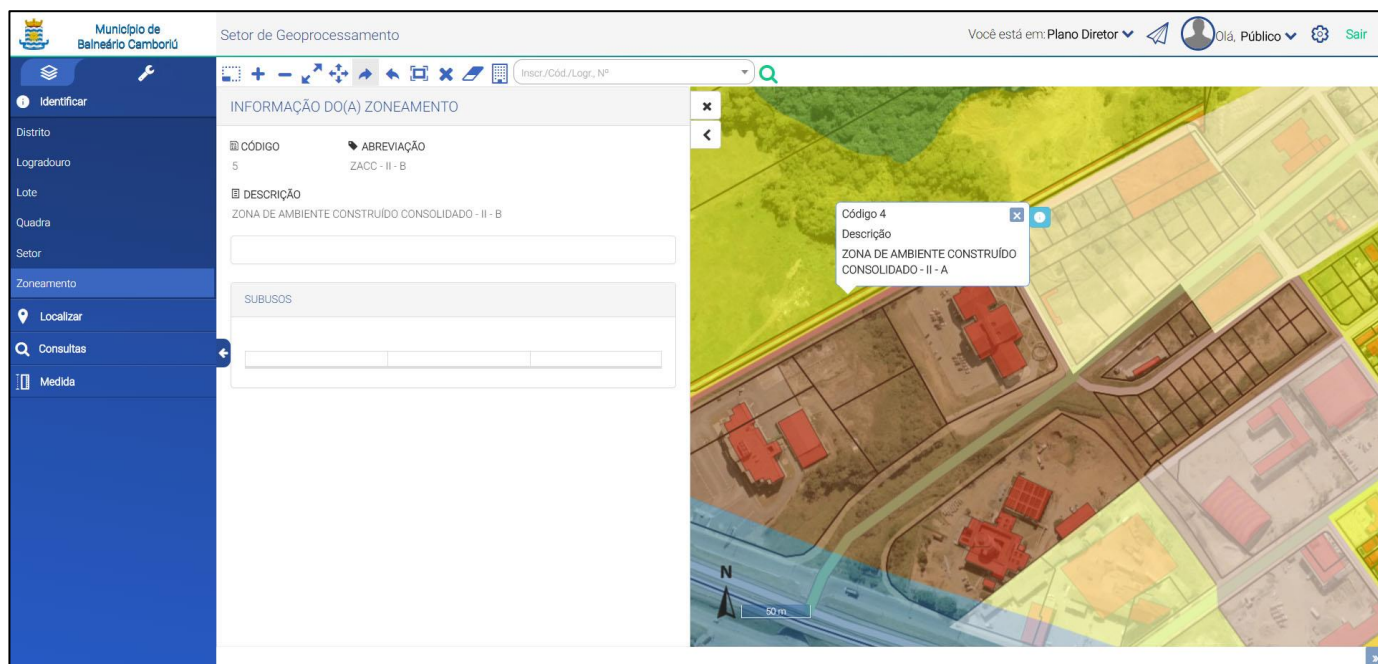 Município de
Balneário Camboriú
Setor de Geoprocessamento
Você está em: Plano Diretor
Olá, Público
Sair
Inscr./Cód./Logr., Nº
Identificar
Distrito
Logradouro
Lote
Quadra
Setor
Zoneamento
Localizar
Consultas
Medida
INFORMAÇÃO DO(A) ZONEAMENTO
CÓDIGO ABREVIAÇÃO
5 ZACC - II - B
DESCRIÇÃO
ZONA DE AMBIENTE CONSTRUÍDO CONSOLIDADO - II - B
SUBUSOS
Código 4
Descrição
ZONA DE AMBIENTE CONSTRUÍDO
CONSOLIDADO - II - A
N
50 m